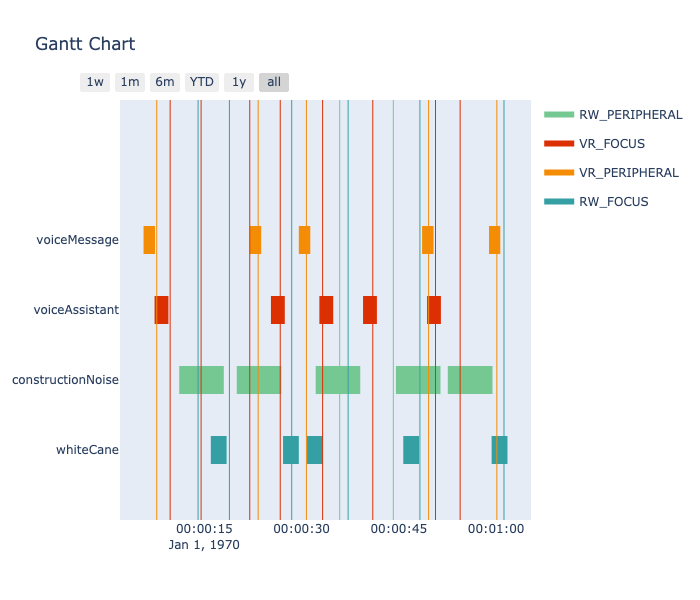 Gantt Chart
1w 1m 6m YTD 1y all
RW_PERIPHERAL
VR_FOCUS
VR_PERIPHERAL
RW_FOCUS
voiceMessage
voiceAssistant
constructionNoise
whiteCane
00:00:15 00:00:30 00:00:45 00:01:00
Jan 1, 1970